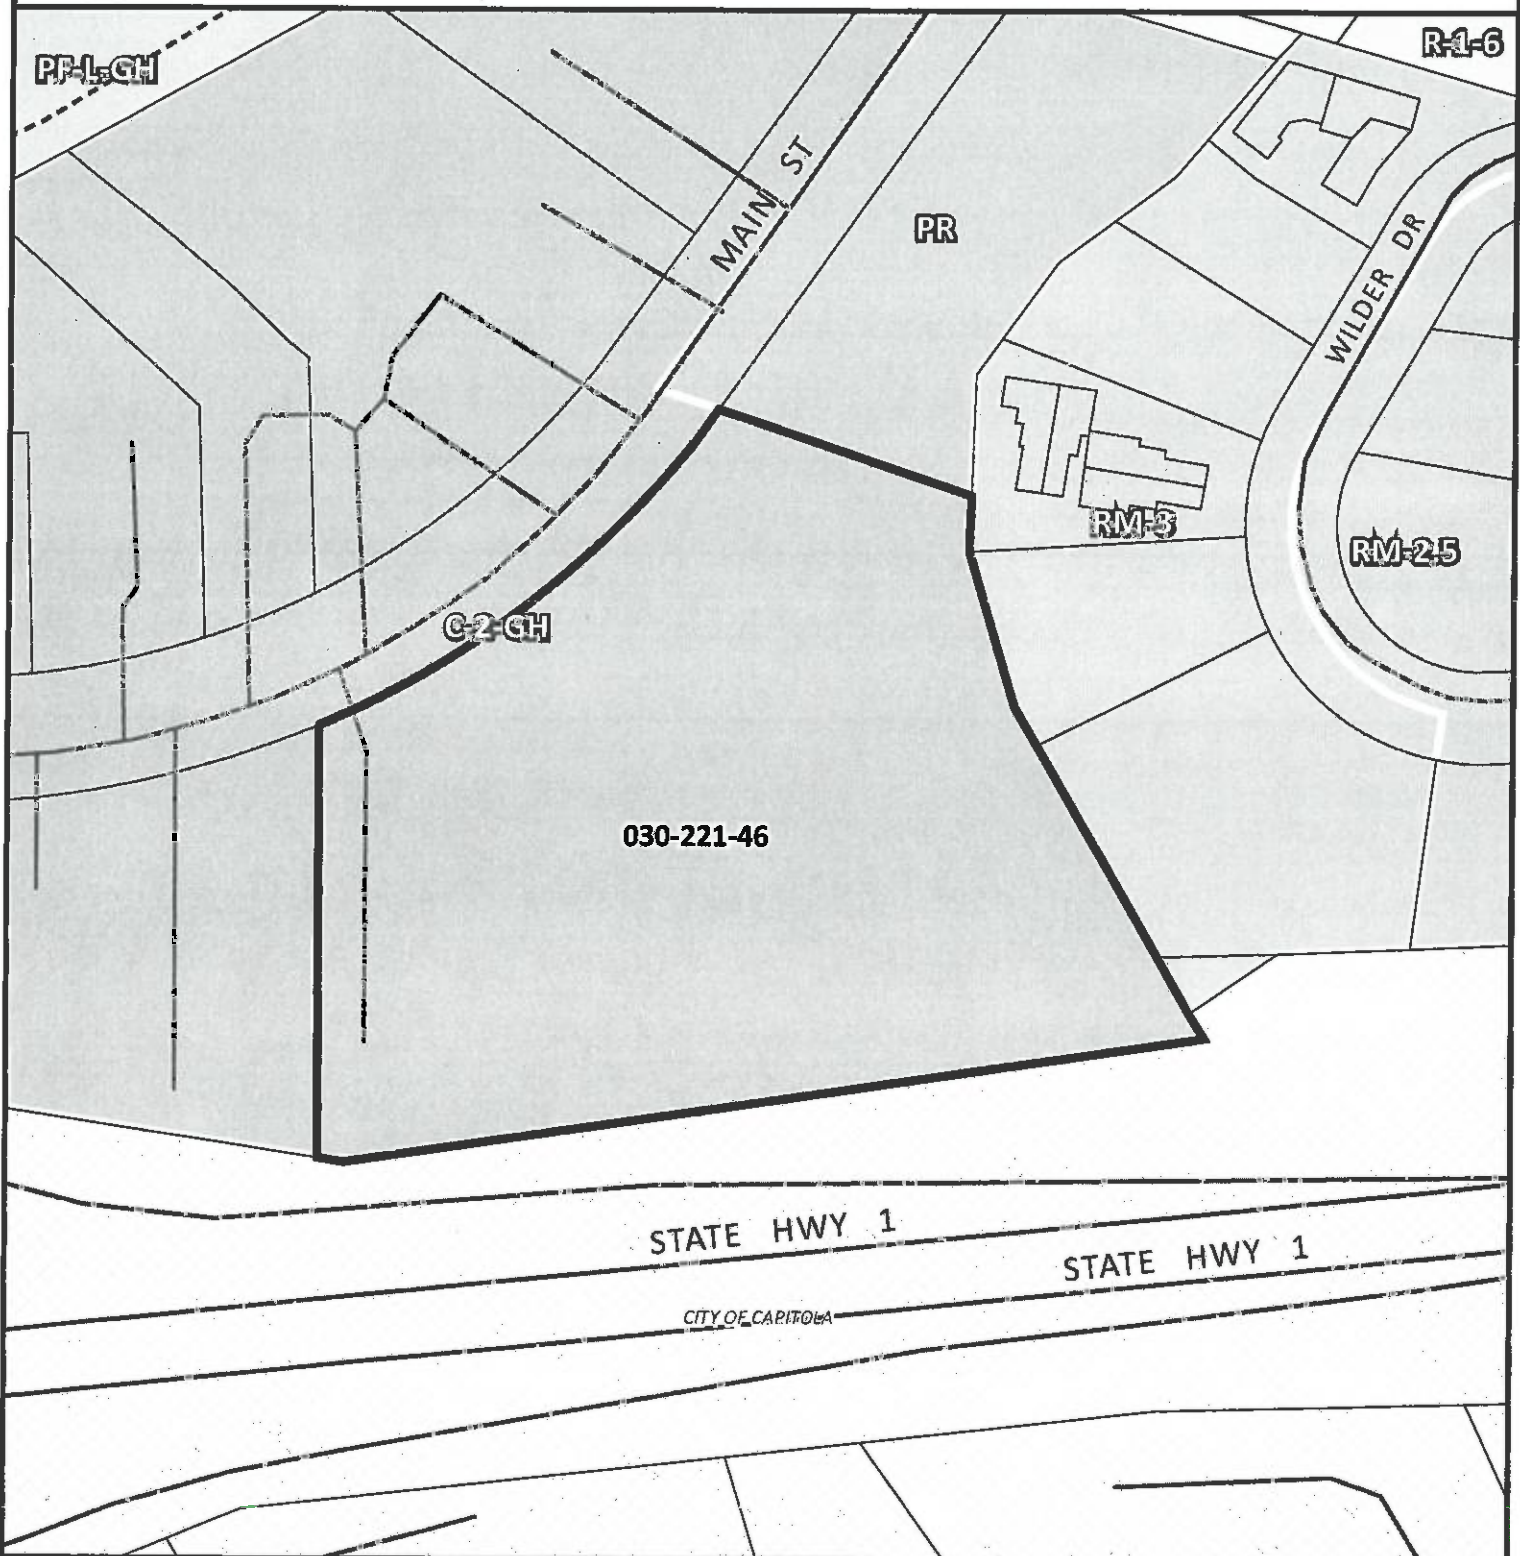 R-1-6
PF-L-GH
MAIN ST
PR
WILDER DR
RM-3
RM-2.5
C-2-GH
030-221-46
STATE HWY 1
STATE HWY 1
CITY OF CAPITOLA